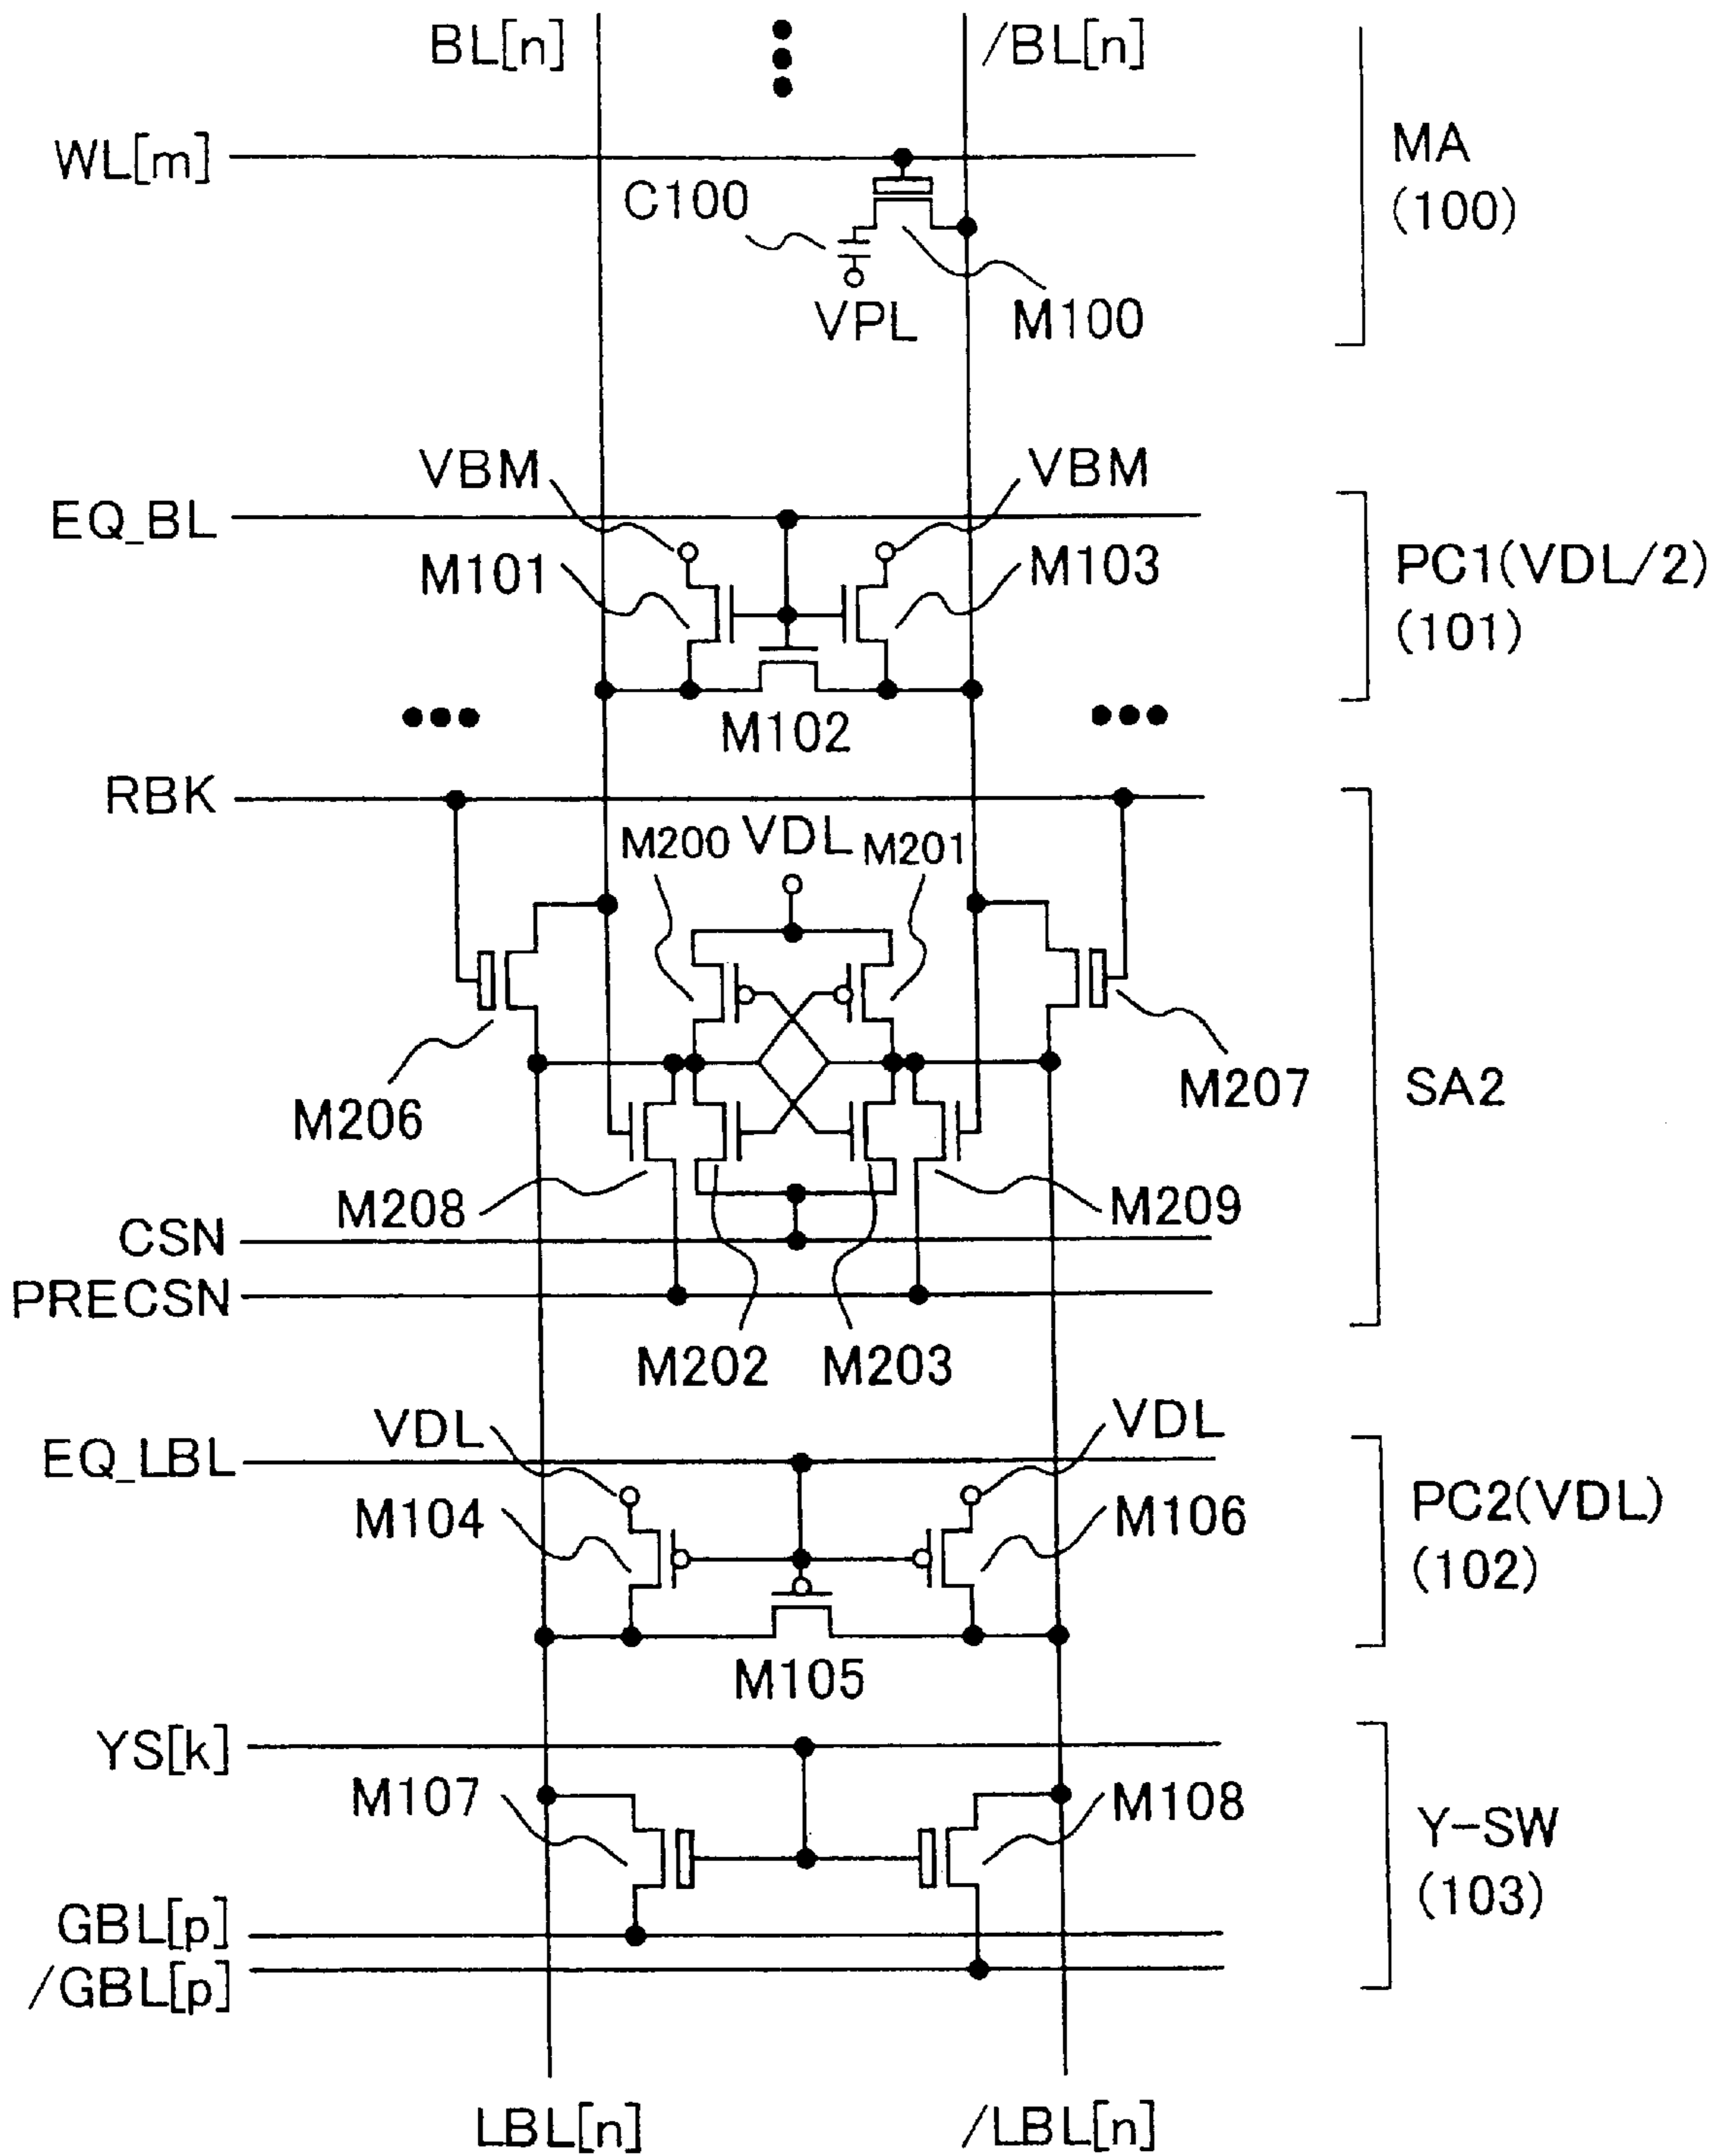 BL[n]
/BL[n]
WL[m]
C100
VPL
M100
MA
(100)
VBM
VBM
EQ_BL
M101
M103
M102
PC1(VDL/2)
(101)
RBK
M200
VDL
M201
M206
M207
SA2
M208
M209
CSN
PRECSN
M202
M203
VDL
VDL
EQ_LBL
M104
M106
M105
PC2(VDL)
(102)
YS[k]
M107
M108
Y-SW
(103)
GBL[p]
/GBL[p]
LBL[n]
/LBL[n]